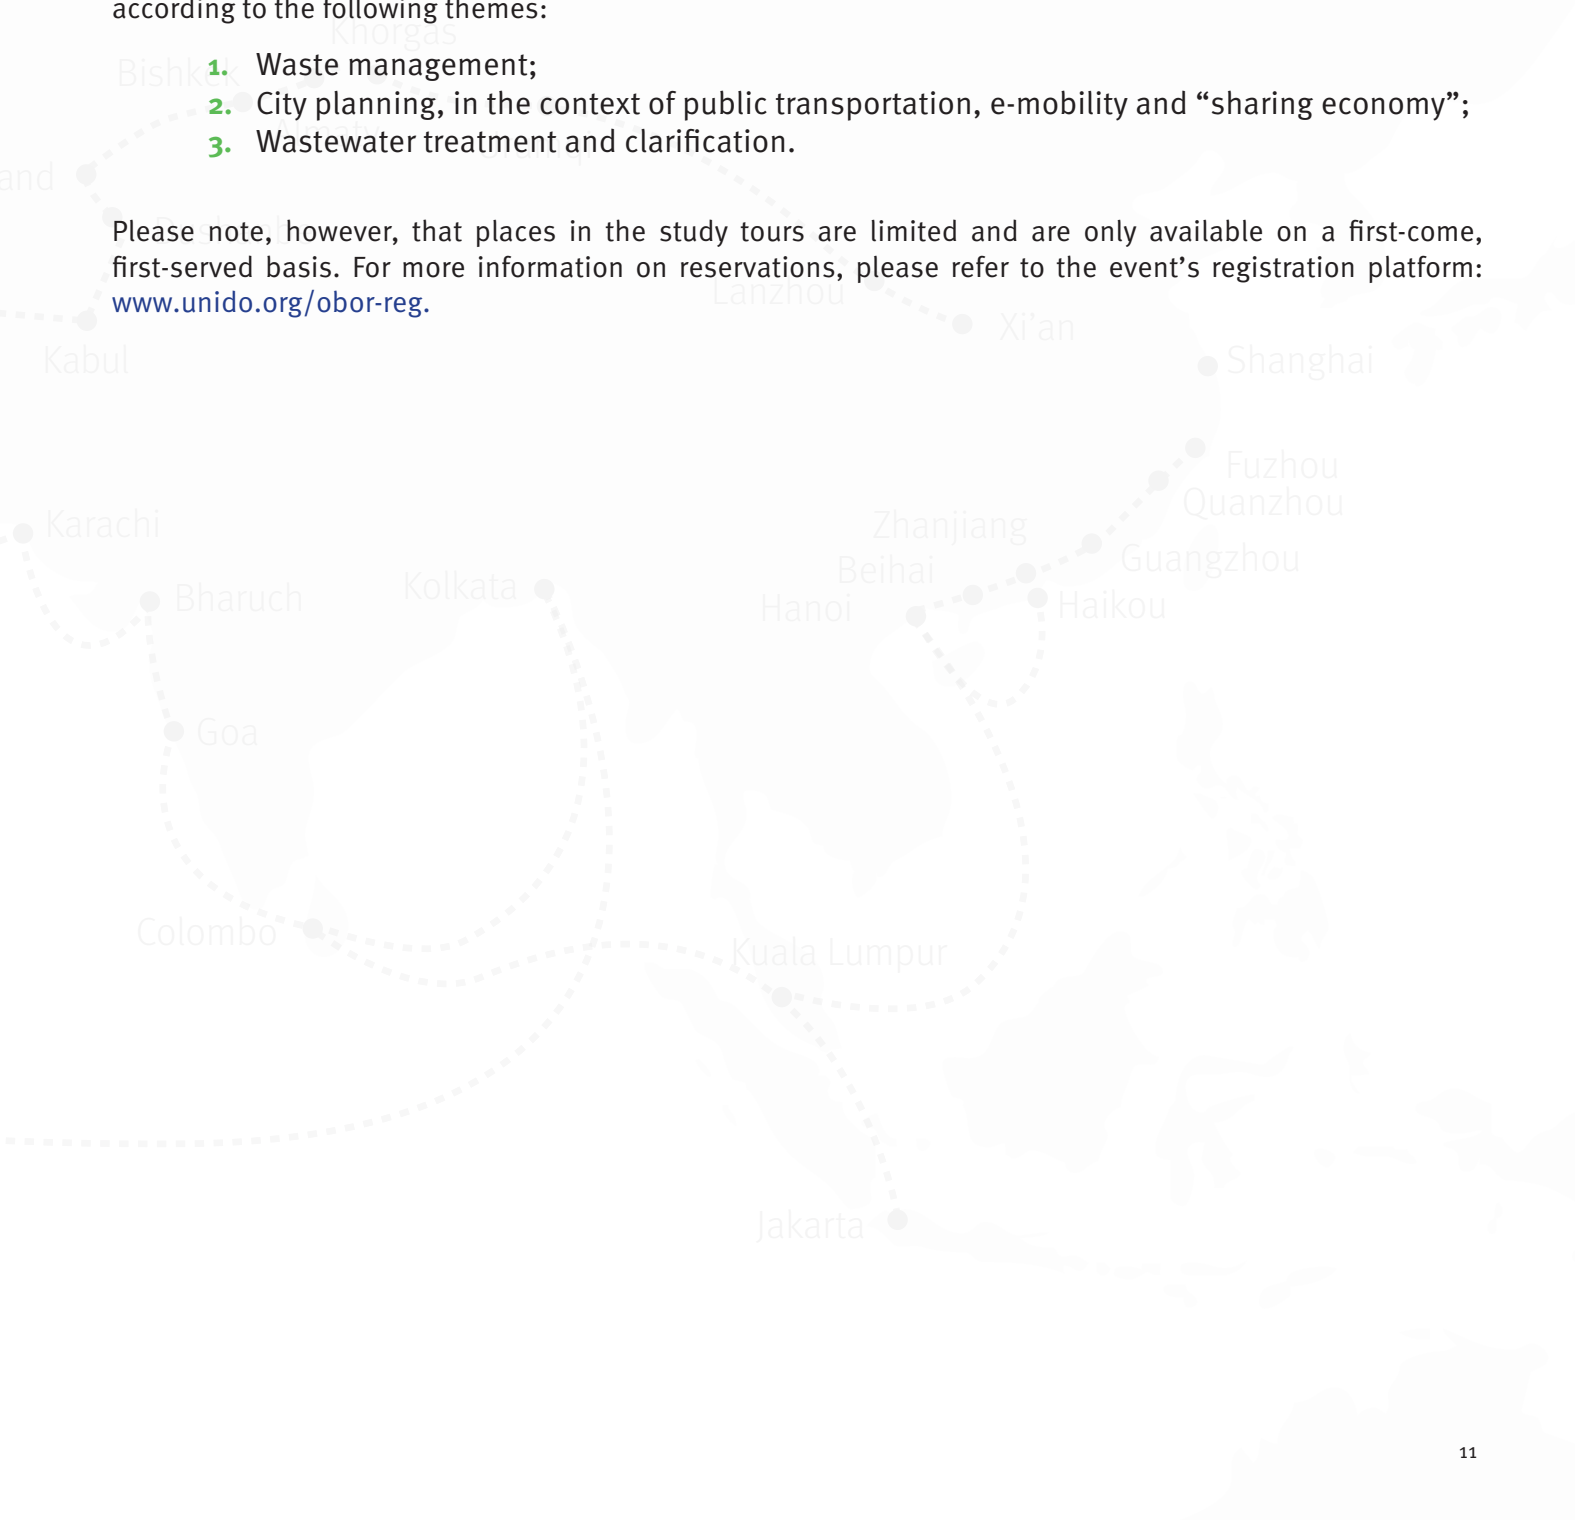 according to the following themes:
Khorgas
1. Waste management;
Bishkek
2. City planning, in the context of public transportation, e-mobility and “sharing economy”;
Almaty
3. Wastewater treatment and clarification.
Please note, however, that places in the study tours are limited and are only available on a first-come,
first-served basis. For more information on reservations, please refer to the event’s registration platform:
www.unido.org/obor-reg.
Lanzhou
Xi’an
Kabul
Shanghai
Fuzhou
Quanzhou
Karachi
Zhanjiang
Guangzhou
Beihai
Kolkata
Bharuch
Hanoi
Haikou
Goa
Colombo
Kuala Lumpur
Jakarta
11